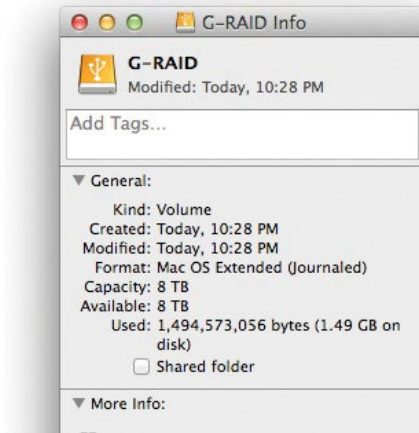 G-RAID Info
G-RAID
Modified: Today, 10:28 PM
Add Tags...
General:
Kind: Volume
Created: Today, 10:28 PM
Modified: Today, 10:28 PM
Format: Mac OS Extended (Journaled)
Capacity: 8 TB
Available: 8 TB
Used: 1,494,573,056 bytes (1.49 GB on
disk)
Shared folder
More Info: